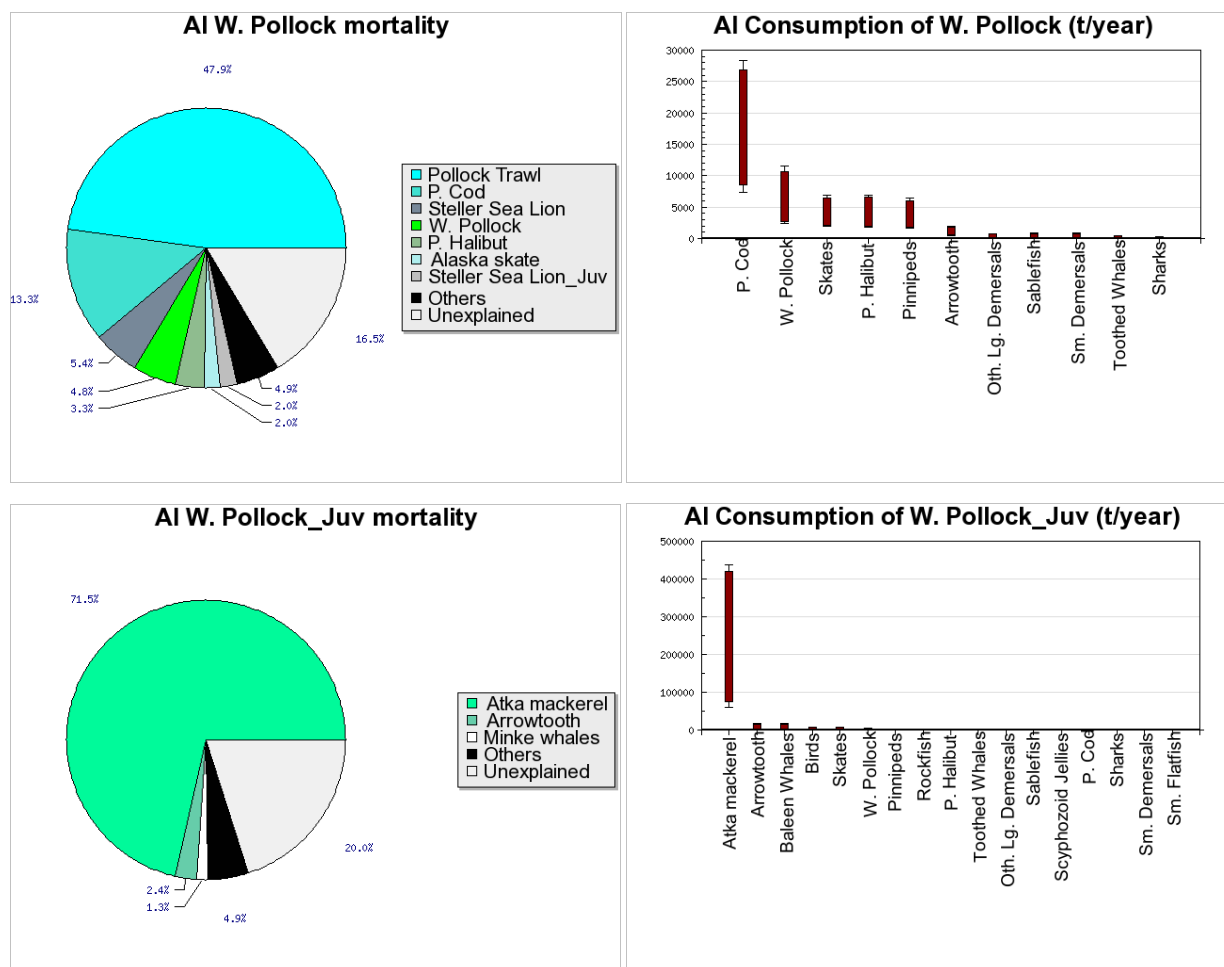 AI W. Pollock mortality
47.9%
13.3%
5.4%
4.8%
3.3%
2.0%
2.0%
4.9%
16.5%
Pollock Trawl
P. Cod
Steller Sea Lion
W. Pollock
P. Halibut
Alaska skate
Steller Sea Lion_Juv
Others
Unexplained
AI Consumption of W. Pollock (t/year)
30000
25000
20000
15000
10000
5000
0
P. Cod
W. Pollock
Skates
P. Halibut
Pinnipeds
Arrowtooth
Oth. Lg. Demersals
Sablefish
Sm. Demersals
Toothed Whales
Sharks
AI W. Pollock_Juv mortality
71.5%
2.4%
1.3%
4.9%
20.0%
Atka mackerel
Arrowtooth
Minke whales
Others
Unexplained
AI Consumption of W. Pollock_Juv (t/year)
500000
400000
300000
200000
100000
0
Atka mackerel
Arrowtooth
Baleen Whales
Birds
Skates
W. Pollock
Pinnipeds
Rockfish
P. Halibut
Toothed Whales
Oth. Lg. Demersals
Sablefish
Scyphozoid Jellies
P. Cod
Sharks
Sm. Demersals
Sm. Flatfish